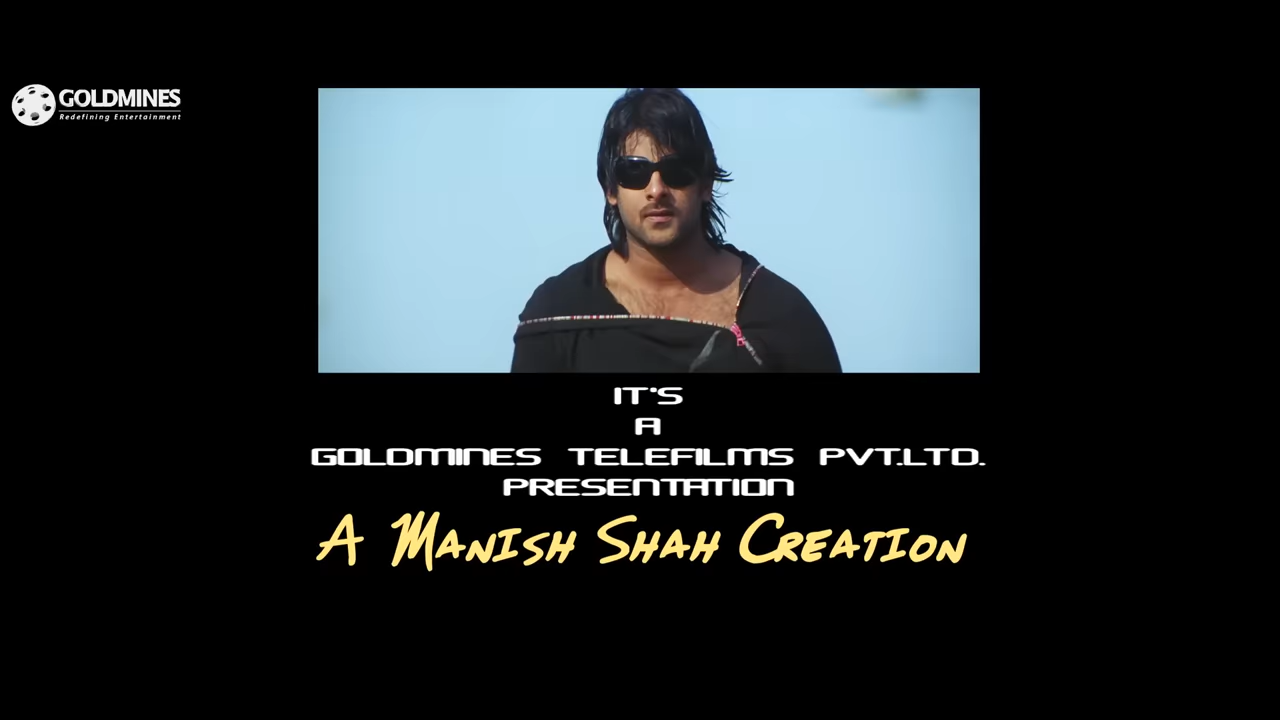 GOLDMINES
Redefining Entertainment
IT'S
A
GOLDMINES TELEFILMS PVT.LTD.
PRESENTATION
A MANISH SHAH CREATION